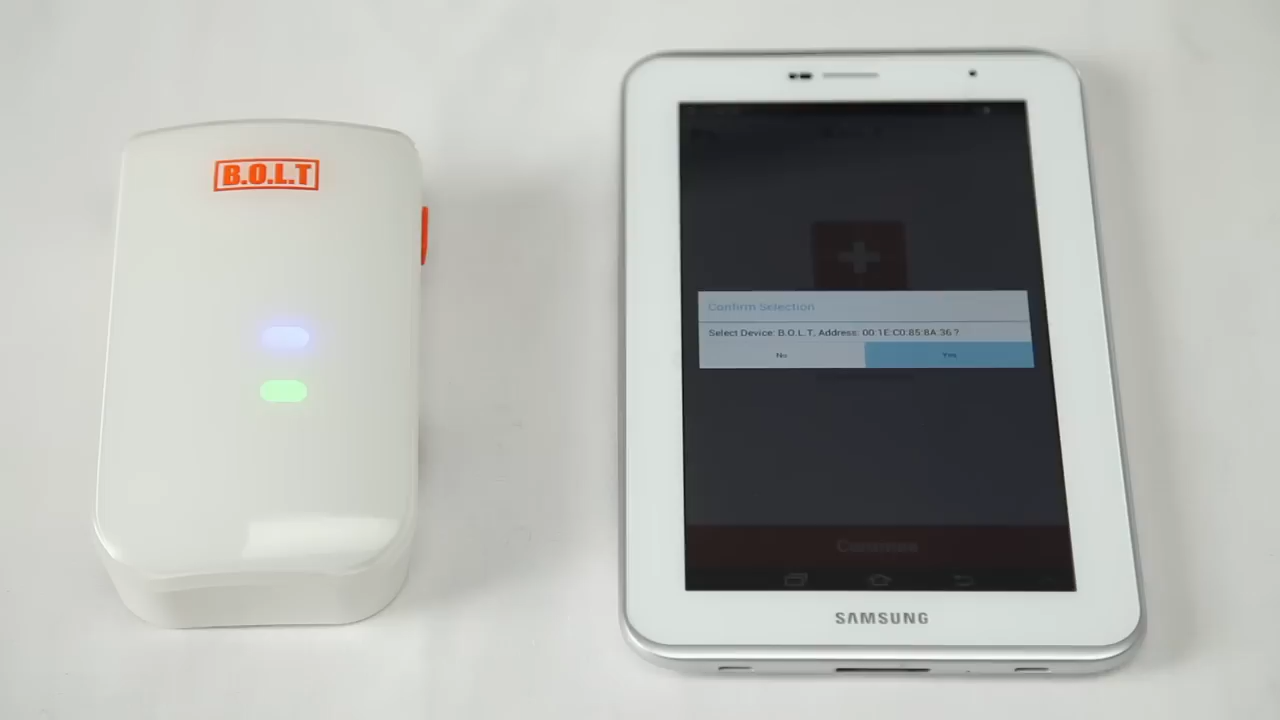 B.O.L.T
Confirm Selection
Select Device: B.O.L.T, Address: 00:1E:C0:85:8A:36 ?
No
Yes
SAMSUNG